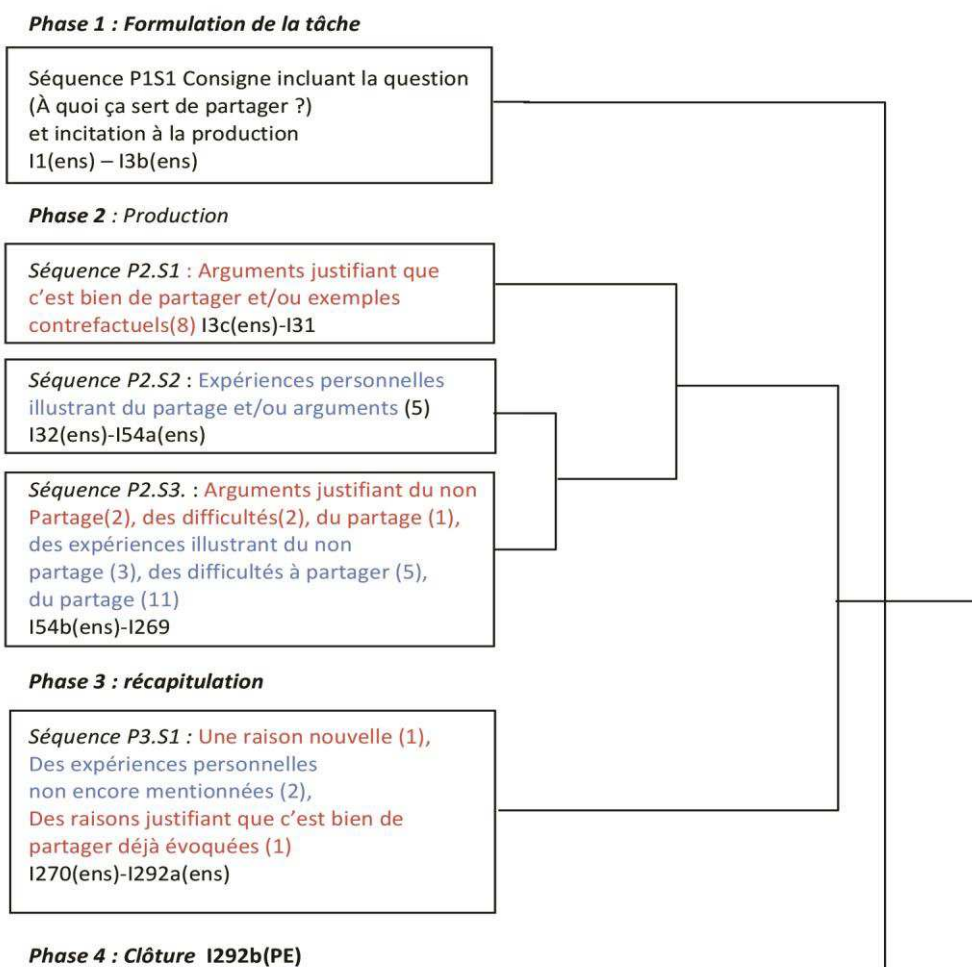 Phase 1 : Formulation de la tâche
Séquence P1S1 Consigne incluant la question
(À quoi ça sert de partager ?)
et incitation à la production
I1(ens) – I3b(ens)
Phase 2 : Production
Séquence P2.S1 : Arguments justifiant que
c’est bien de partager et/ou exemples
contrefactuels(8) I3c(ens)-I31
Séquence P2.S2 : Expériences personnelles
illustrant du partage et/ou arguments (5)
I32(ens)-I54a(ens)
Séquence P2.S3. : Arguments justifiant du non
Partage(2), des difficultés(2), du partage (1),
des expériences illustrant du non
partage (3), des difficultés à partager (5),
du partage (11)
I54b(ens)-I269
Phase 3 : récapitulation
Séquence P3.S1 : Une raison nouvelle (1),
Des expériences personnelles
non encore mentionnées (2),
Des raisons justifiant que c’est bien de
partager déjà évoquées (1)
I270(ens)-I292a(ens)
Phase 4 : Clôture I292b(PE)